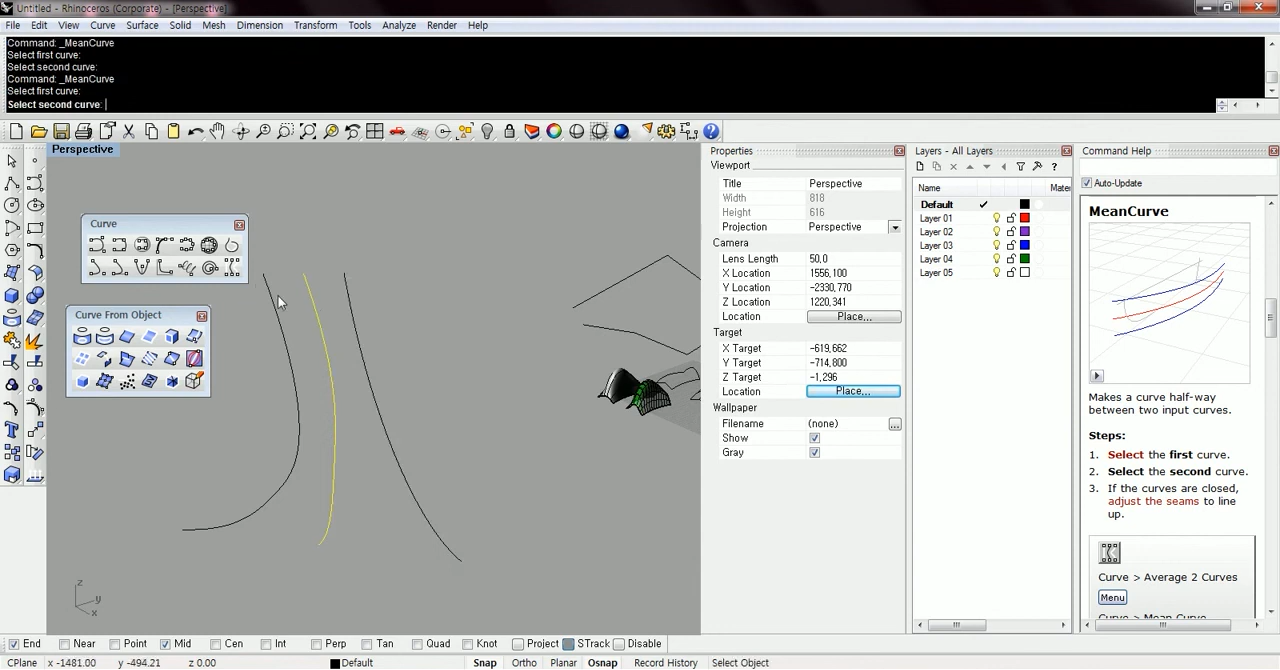 Untitled - Rhinoceros (Corporate) - [Perspective]
File Edit View Curve Surface Solid Mesh Dimension Transform Tools Analyze Render Help
Command: _MeanCurve
Select first curve:
Select second curve:
Command: _MeanCurve
Select first curve:
Select second curve:
Perspective
Curve
Curve From Object
z
y
x
Properties
Viewport
Title Perspective
Width 818
Height 616
Projection Perspective
Camera
Lens Length 50,0
X Location 1556,100
Y Location -2330,770
Z Location 1220,341
Location Place...
Target
X Target -619,662
Y Target -714,800
Z Target -1,296
Location Place...
Wallpaper
Filename (none) ...
Show
Gray
Layers - All Layers
Name Mater
Default
Layer 01
Layer 02
Layer 03
Layer 04
Layer 05
Command Help
Auto-Update
MeanCurve
Makes a curve half-way
between two input curves.
Steps:
1. Select the first curve.
2. Select the second curve.
3. If the curves are closed,
adjust the seams to line
up.
Curve > Average 2 Curves
Menu
Curve > Mean Curve
End Near Point Mid Cen Int Perp Tan Quad Knot Project STrack Disable
CPlane x -1481.00 y -494.21 z 0.00 Default Snap Ortho Planar Osnap Record History Select Object